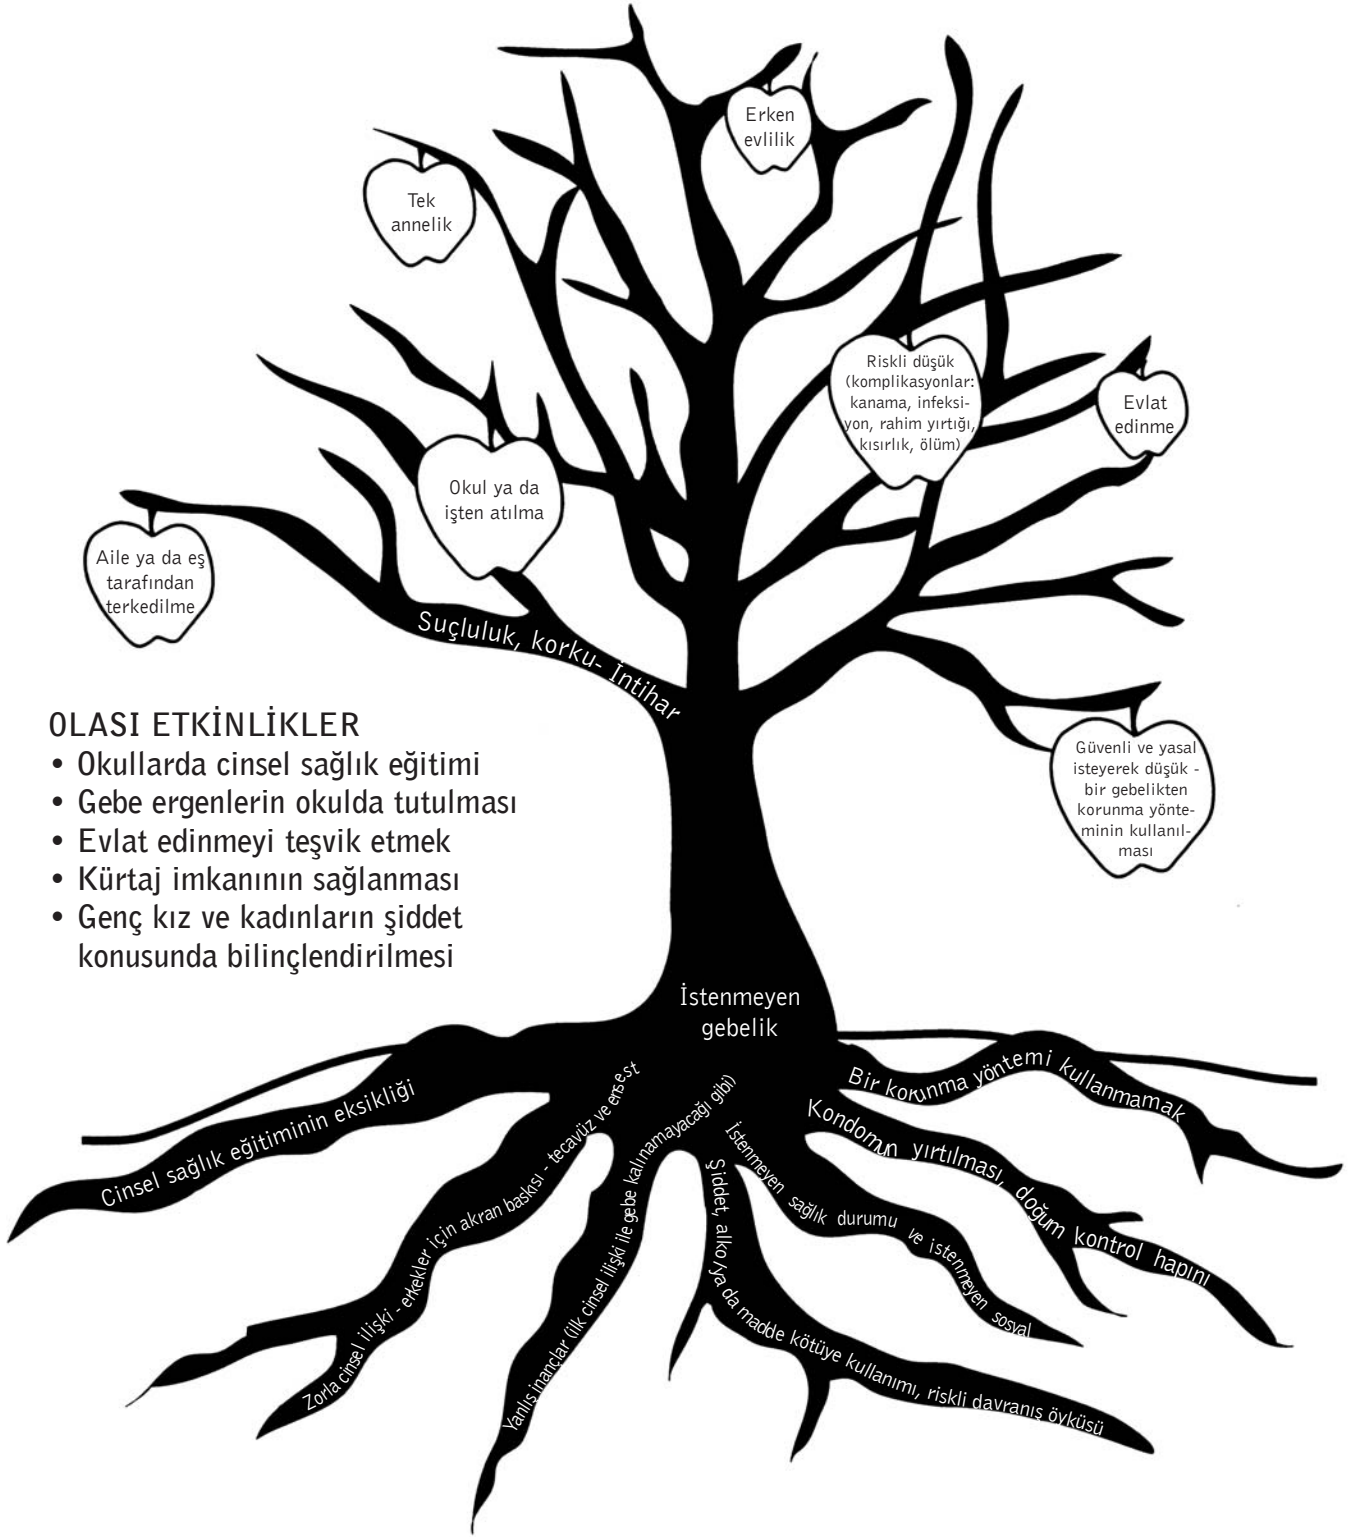 Erken
evlilik
Tek
annelik
Riskli düşük
(komplikasyonlar:
kanama, infeksi-
yon, rahim yırtığı,
kısırlık, ölüm)
Evlat
edinme
Okul ya da
işten atılma
Aile ya da eş
tarafından
terkedilme
Suçluluk, korku- İntihar
Güvenli ve yasal
isteyerek düşük -
bir gebelikten
korunma yönte-
minin kullanıl-
ması
OLASI ETKİNLİKLER
• Okullarda cinsel sağlık eğitimi
• Gebe ergenlerin okulda tutulması
• Evlat edinmeyi teşvik etmek
• Kürtaj imkanının sağlanması
• Genç kız ve kadınların şiddet
konusunda bilinçlendirilmesi
İstenmeyen
gebelik
Cinsel sağlık eğitiminin eksikliği
Zorla cinsel ilişki - erkekler için akran baskısı - tecavüz ve ensest
Yanlış inançlar (ilk cinsel ilişki ile gebe kalınamayacağı gibi)
Şiddet, alkol ya da madde kötüye kullanımı, riskli davranış öyküsü
İstenmeyen sağlık durumu ve istenmeyen sosyal
Kondomun yırtılması, doğum kontrol hapını
Bir korunma yöntemi kullanmamak